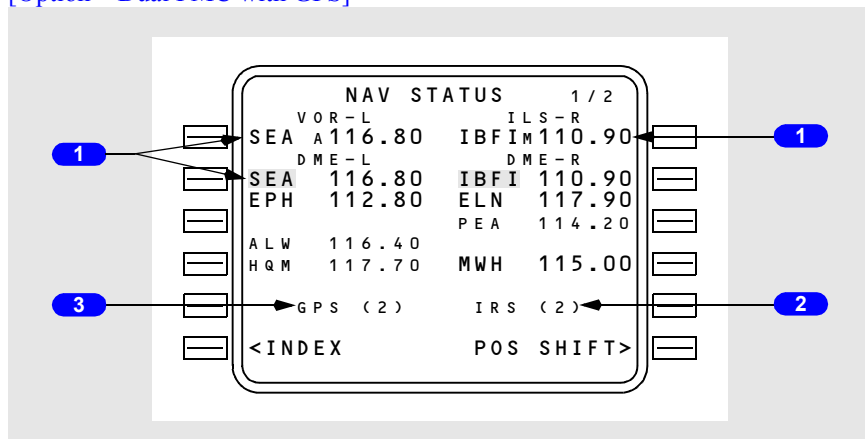 [Option - Dual FMC with GPS]
NAV STATUS 1/2
VOR-L ILS-R
SEA A116.80 IBFIM110.90
DME-L DME-R
SEA 116.80 IBFI 110.90
EPH 112.80 ELN 117.90
PEA 114.20
ALW 116.40
HQM 117.70 MWH 115.00
GPS (2) IRS (2)
<INDEX POS SHIFT>
1
1
3
2